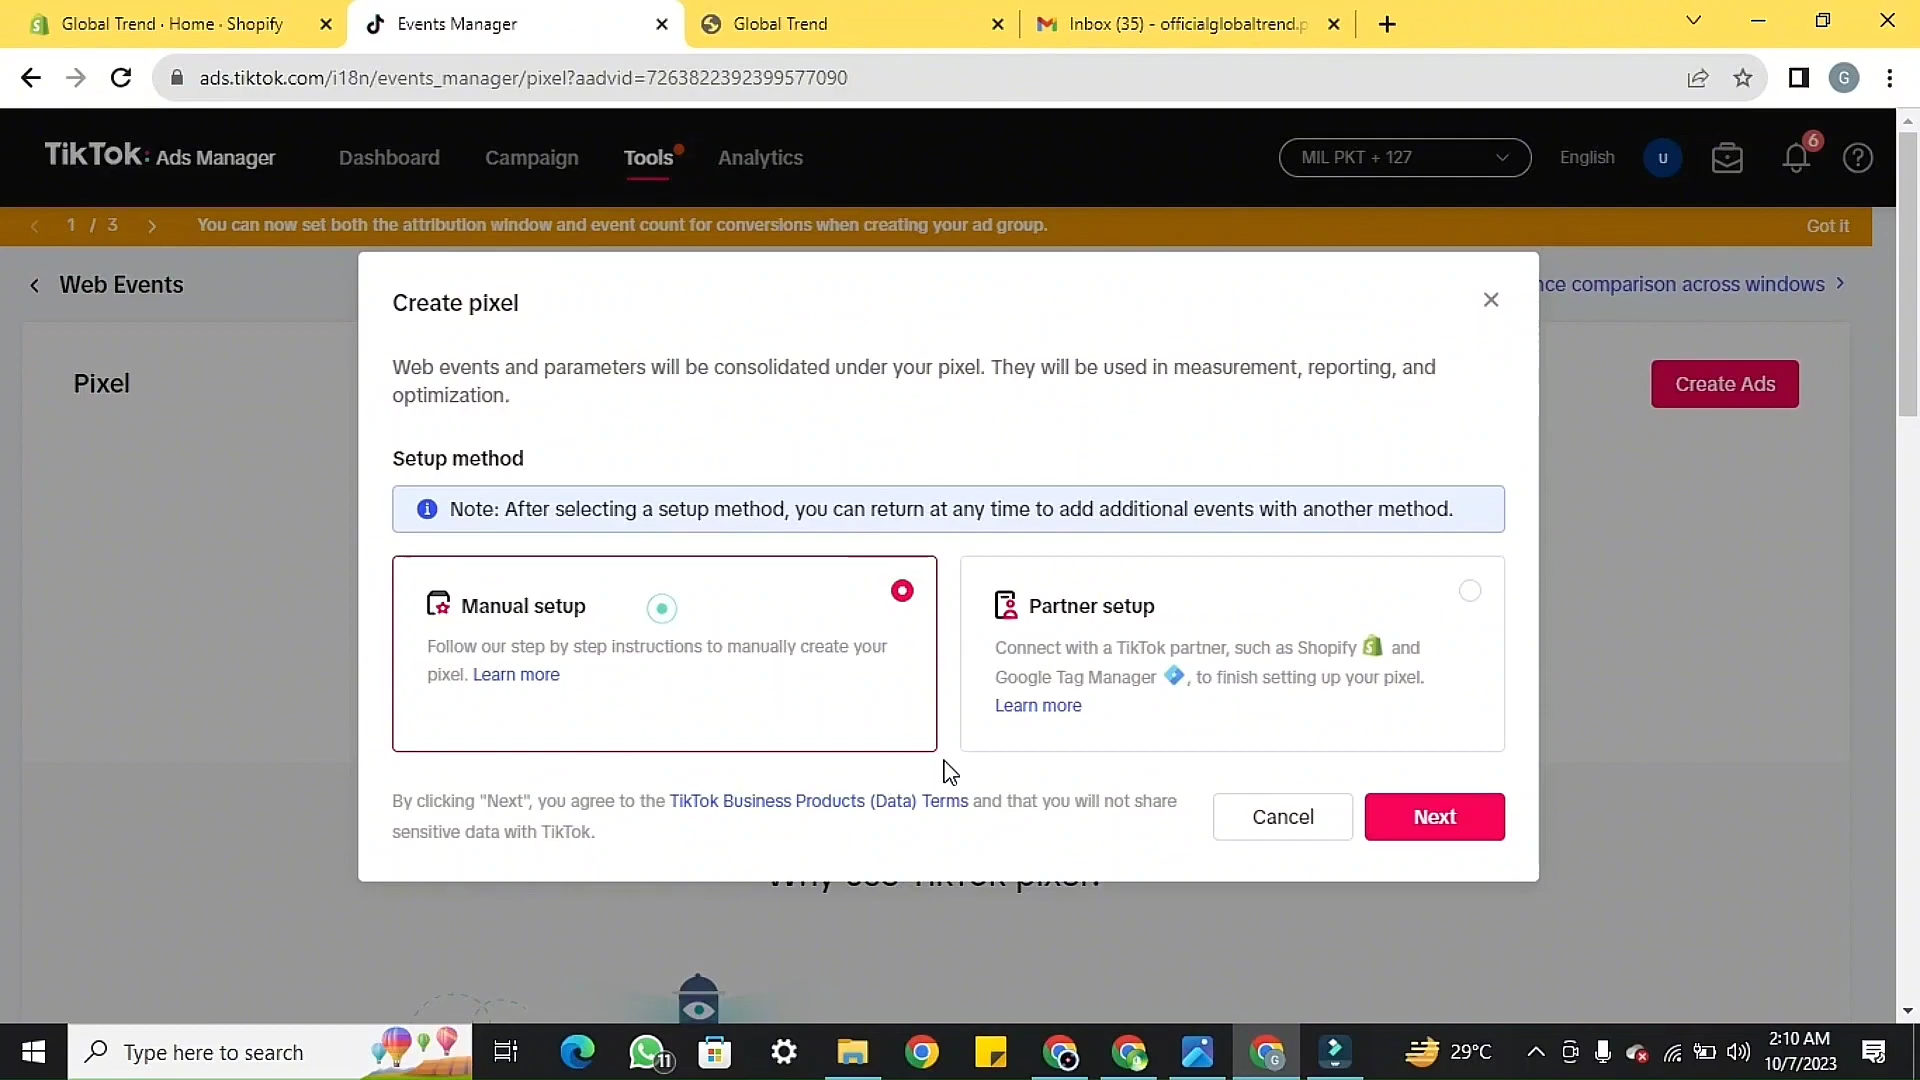 Global Trend · Home · Shopify
Events Manager
Global Trend
Inbox (35) - officialglobaltrend.p
ads.tiktok.com/i18n/events_manager/pixel?aadvid=7263822392399577090
G
TikTok: Ads Manager
Dashboard
Campaign
Tools
Analytics
MIL PKT + 127
English
U
6
1 / 3
You can now set both the attribution window and event count for conversions when creating your ad group.
Got it
Web Events
nce comparison across windows
Pixel
Create Ads
Create pixel
Web events and parameters will be consolidated under your pixel. They will be used in measurement, reporting, and
optimization.
Setup method
Note: After selecting a setup method, you can return at any time to add additional events with another method.
Manual setup
Follow our step by step instructions to manually create your
pixel. Learn more
Partner setup
Connect with a TikTok partner, such as Shopify and
Google Tag Manager , to finish setting up your pixel.
Learn more
By clicking "Next", you agree to the TikTok Business Products (Data) Terms and that you will not share
sensitive data with TikTok.
Cancel
Next
Why use TikTok pixel?
Type here to search
11
G
29°C
2:10 AM
10/7/2023